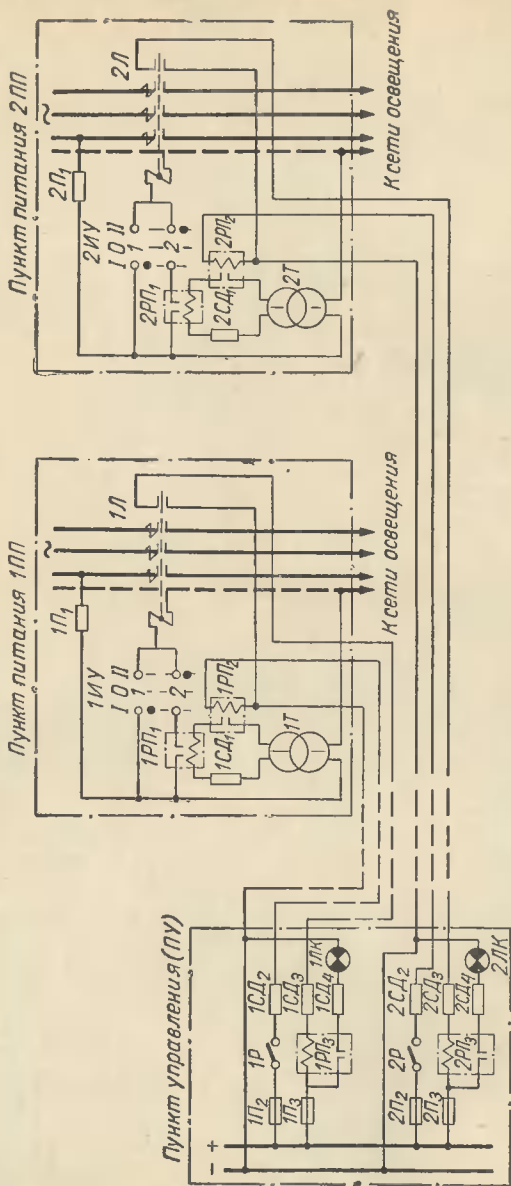 Пункт питания 2ПП
~
2П₁
2Л
2ИУ
I O II
1
2
2РП₁
2РП₂
2СД₁
2Т
К сети освещения
Пункт питания 1ПП
~
1П₁
1Л
1ИУ
I O II
1
2
1РП₁
1РП₂
1СД₁
1Т
К сети освещения
Пункт управления (ПУ)
+
-
1П₂
1Р
1СД₂
1П₃
1СД₃
1РП₃
1СД₄
1ЛК
2П₂
2Р
2СД₂
2П₃
2СД₃
2РП₃
2СД₄
2ЛК